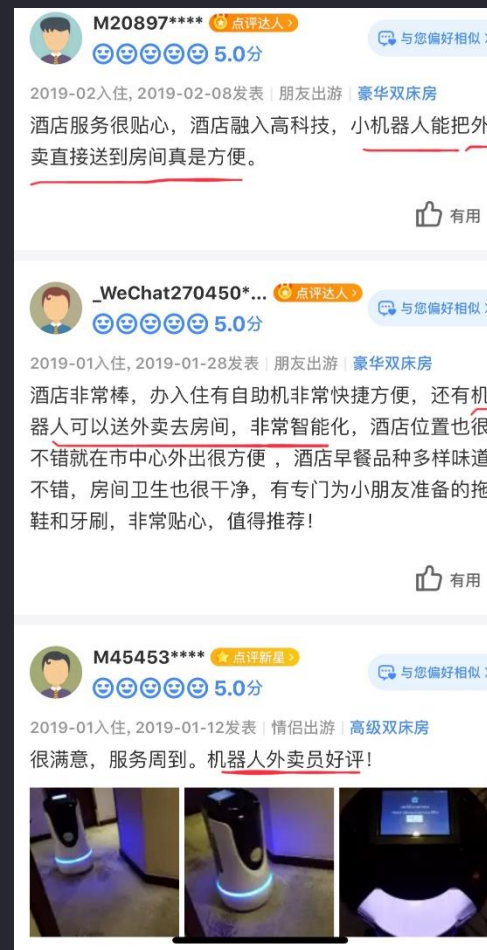 M20897**** 点评达人 >
5.0分
与您偏好相似
2019-02入住, 2019-02-08发表 | 朋友出游 | 豪华双床房
酒店服务很贴心，酒店融入高科技，小机器人能把外
卖直接送到房间真是方便。
有用
_WeChat270450*... 点评达人 >
5.0分
与您偏好相似
2019-01入住, 2019-01-28发表 | 朋友出游 | 豪华双床房
酒店非常棒，办入住有自助机非常快捷方便，还有机
器人可以送外卖去房间，非常智能化，酒店位置也很
不错就在市中心外出很方便 ，酒店早餐品种多样味道
不错，房间卫生也很干净，有专门为小朋友准备的拖
鞋和牙刷，非常贴心，值得推荐！
有用
M45453**** 点评新星 >
5.0分
与您偏好相似
2019-01入住, 2019-01-12发表 | 情侣出游 | 高级双床房
很满意，服务周到。机器人外卖员好评！